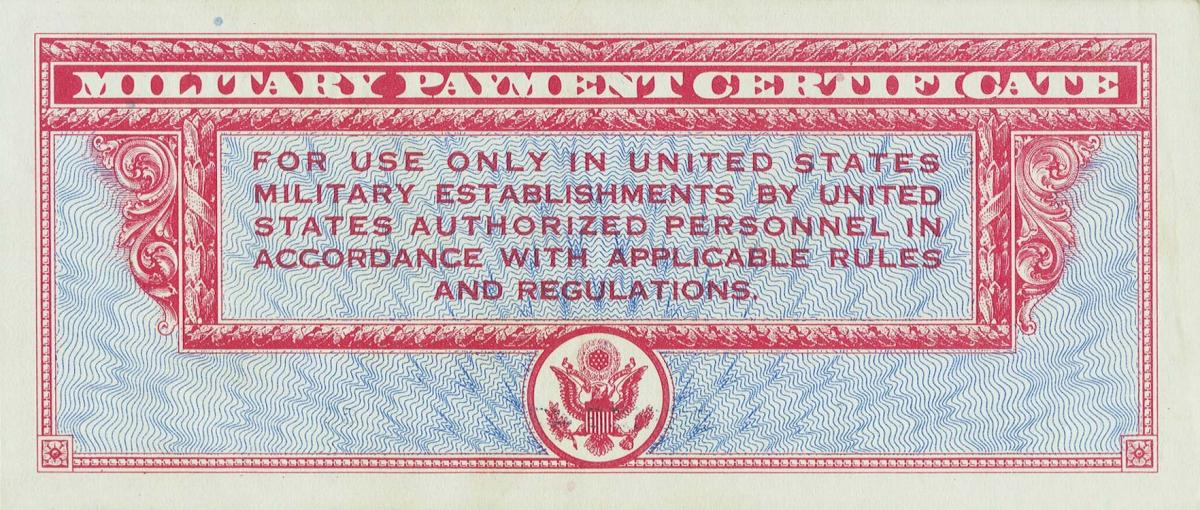 MILITARY PAYMENT CERTIFICATE
FOR USE ONLY IN UNITED STATES
MILITARY ESTABLISHMENTS BY UNITED
STATES AUTHORIZED PERSONNEL IN
ACCORDANCE WITH APPLICABLE RULES
AND REGULATIONS.